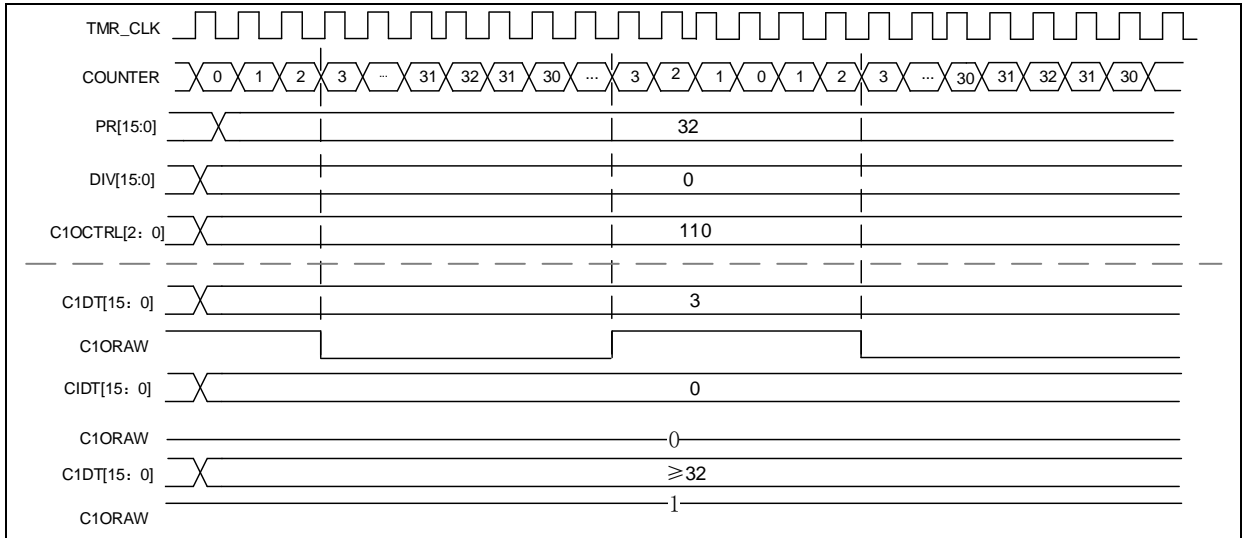 TMR_CLK
COUNTER 0 1 2 3 ... 31 32 31 30 ... 3 2 1 0 1 2 3 ... 30 31 32 31 30
PR[15:0] 32
DIV[15:0] 0
C1OCTRL[2：0] 110
C1DT[15：0] 3
C1ORAW
CIDT[15：0] 0
C1ORAW 0
C1DT[15：0] ≥32
C1ORAW 1